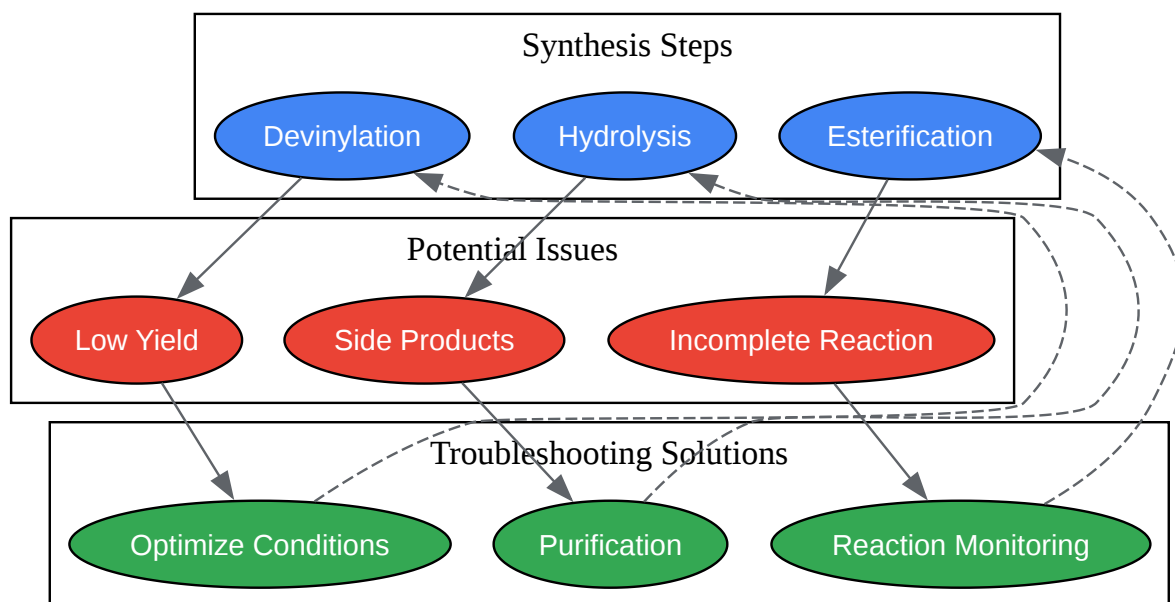 Synthesis Steps
Devinylation
Hydrolysis
Esterification
Potential Issues
Low Yield
Side Products
Incomplete Reaction
Troubleshooting Solutions
Optimize Conditions
Purification
Reaction Monitoring